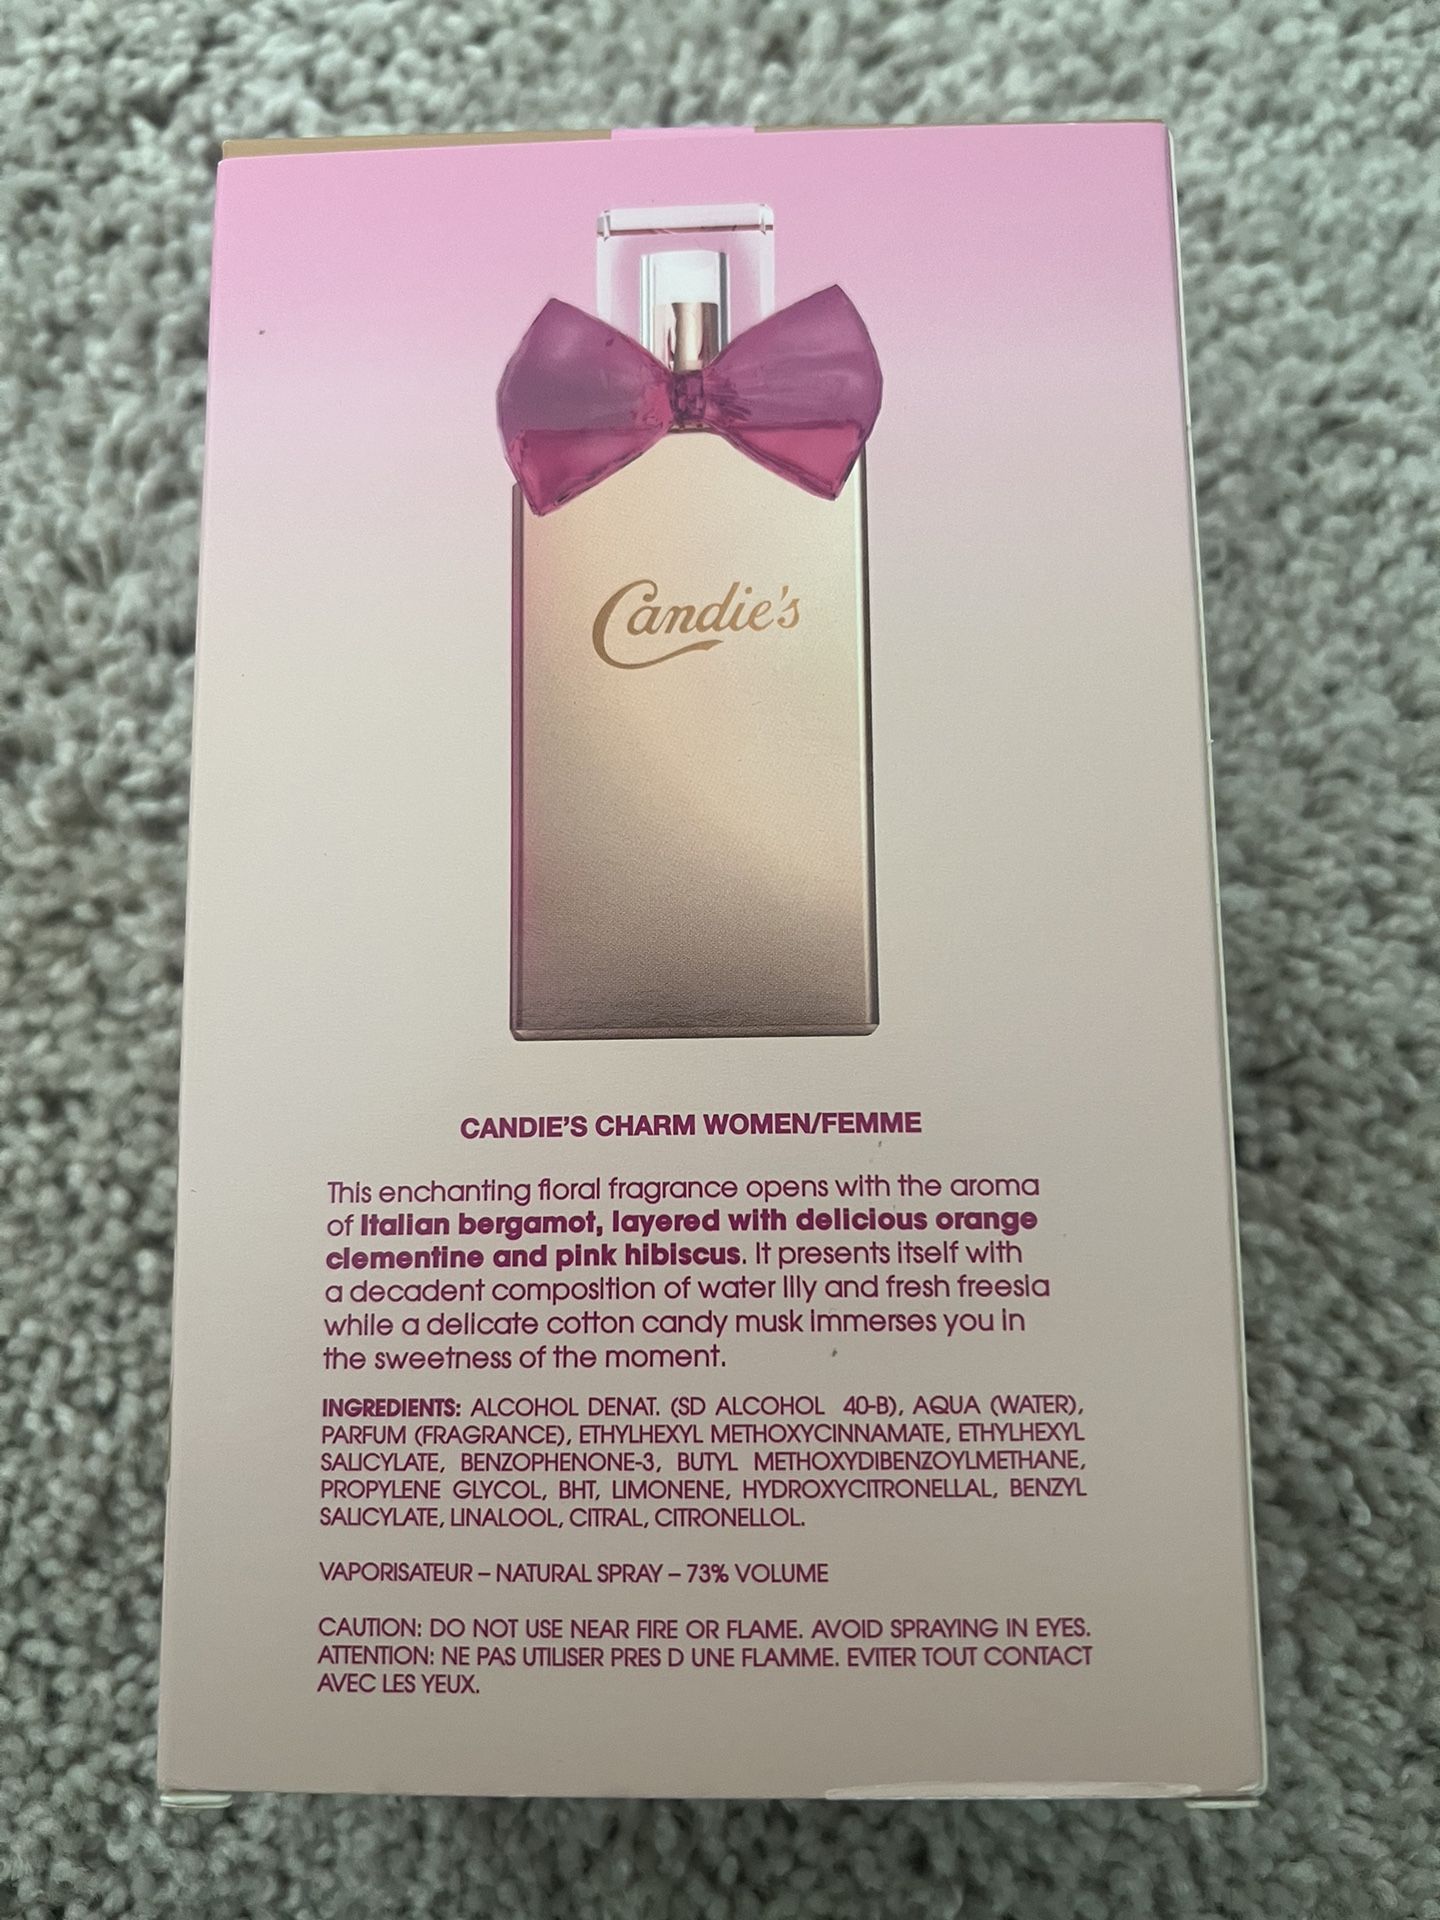 Candie's
CANDIE'S CHARM WOMEN/FEMME
This enchanting floral fragrance opens with the aroma
of Italian bergamot, layered with delicious orange
clementine and pink hibiscus. It presents itself with
a decadent composition of water lily and fresh freesia
while a delicate cotton candy musk immerses you in
the sweetness of the moment.
INGREDIENTS: ALCOHOL DENAT. (SD ALCOHOL 40-B), AQUA (WATER),
PARFUM (FRAGRANCE), ETHYLHEXYL METHOXYCINNAMATE, ETHYLHEXYL
SALICYLATE, BENZOPHENONE-3, BUTYL METHOXYDIBENZOYLMETHANE,
PROPYLENE GLYCOL, BHT, LIMONENE, HYDROXYCITRONELLAL, BENZYL
SALICYLATE, LINALOOL, CITRAL, CITRONELLOL.
VAPORISATEUR – NATURAL SPRAY – 73% VOLUME
CAUTION: DO NOT USE NEAR FIRE OR FLAME. AVOID SPRAYING IN EYES.
ATTENTION: NE PAS UTILISER PRES D UNE FLAMME. EVITER TOUT CONTACT
AVEC LES YEUX.